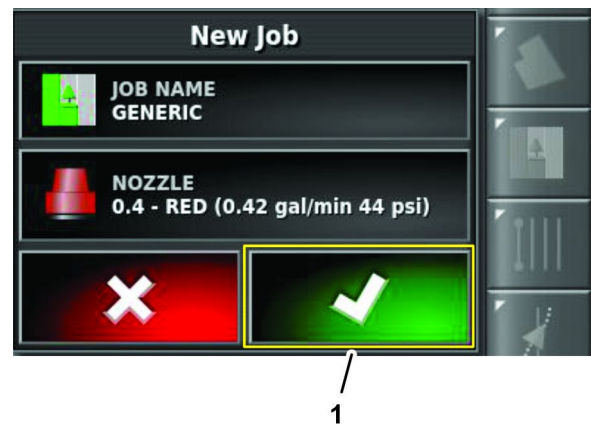 New Job
JOB NAME
GENERIC
NOZZLE
0.4 - RED (0.42 gal/min 44 psi)
1